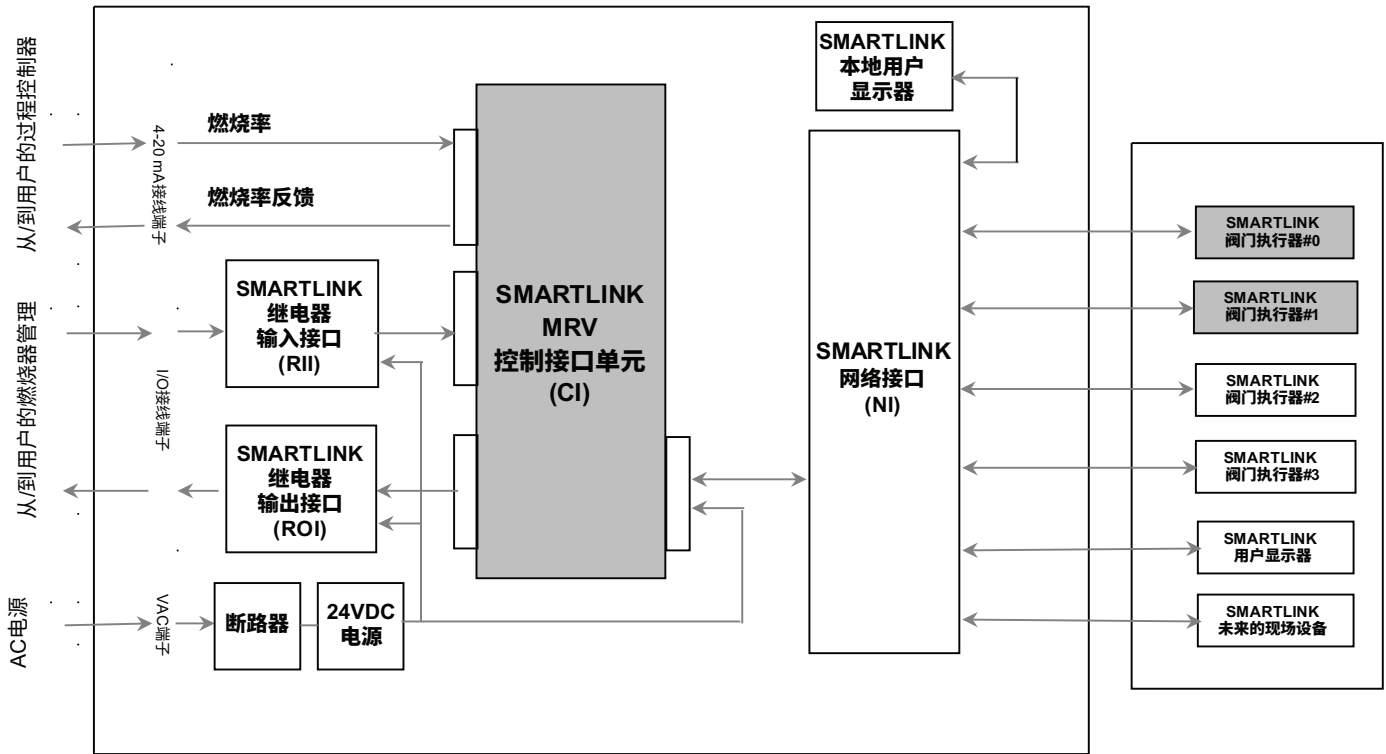 从/到用户的过程控制器
从/到用户的燃烧器管理
AC电源
4-20 mA接线端子
I/O接线端子
VAC端子
燃烧率
燃烧率反馈
SMARTLINK
继电器
输入接口
(RII)
SMARTLINK
继电器
输出接口
(ROI)
断路器
24VDC
电源
SMARTLINK
MRV
控制接口单元
(CI)
SMARTLINK
本地用户
显示器
SMARTLINK
网络接口
(NI)
SMARTLINK
阀门执行器#0
SMARTLINK
阀门执行器#1
SMARTLINK
阀门执行器#2
SMARTLINK
阀门执行器#3
SMARTLINK
用户显示器
SMARTLINK
未来的现场设备